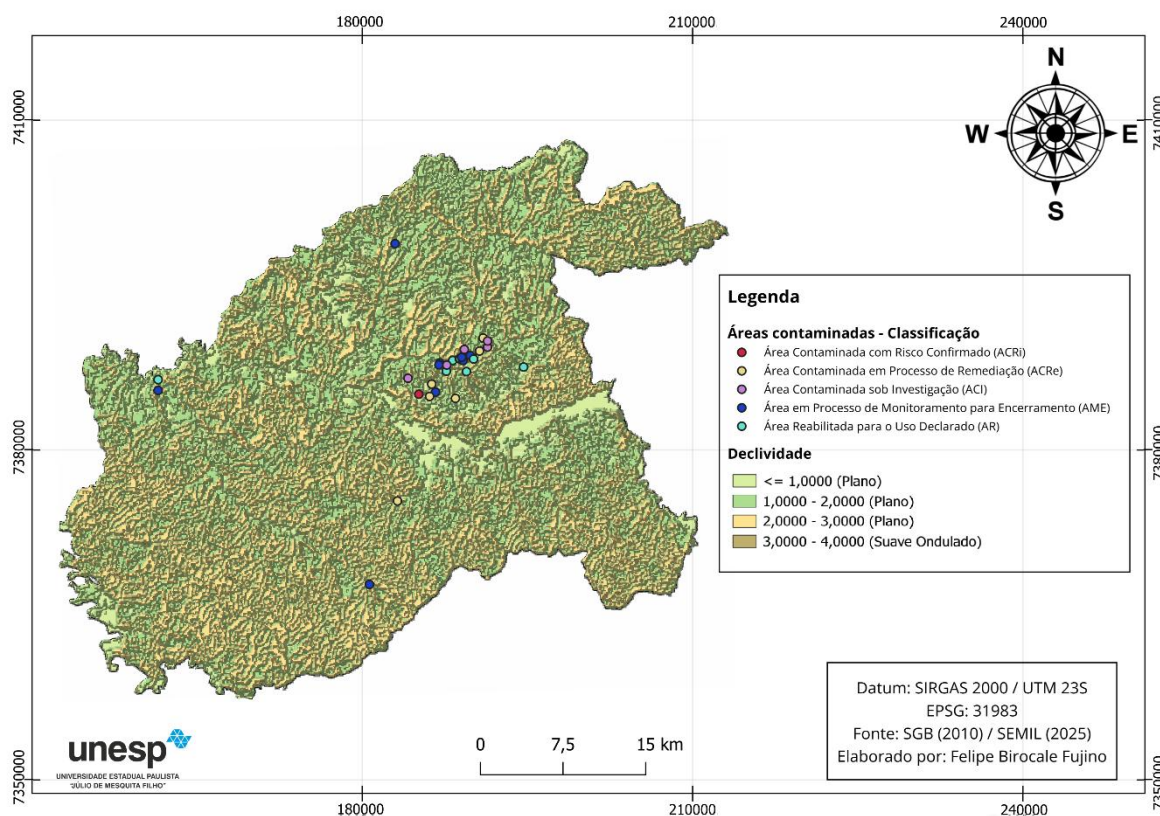 180000
210000
240000
7410000
7410000
N
W
E
S
Legenda
Áreas contaminadas - Classificação
Área Contaminada com Risco Confirmado (ACRi)
Área Contaminada em Processo de Remediação (ACRe)
Área Contaminada sob Investigação (ACI)
Área em Processo de Monitoramento para Encerramento (AME)
Área Reabilitada para o Uso Declarado (AR)
Declividade
<= 1,0000 (Plano)
1,0000 - 2,0000 (Plano)
2,0000 - 3,0000 (Plano)
3,0000 - 4,0000 (Suave Ondulado)
7380000
7380000
Datum: SIRGAS 2000 / UTM 23S
EPSG: 31983
Fonte: SGB (2010) / SEMIL (2025)
Elaborado por: Felipe Birocale Fujino
unesp
UNIVERSIDADE ESTADUAL PAULISTA
"JÚLIO DE MESQUITA FILHO"
0 7,5 15 km
7350000
7350000
180000
210000
240000